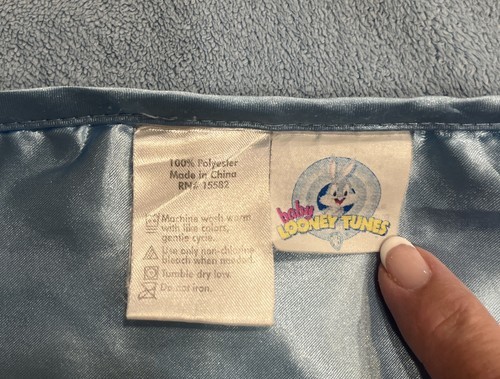 100% Polyester
Made in China
RN# 15582
Machine wash warm
with like colors,
gentle cycle.
Use only non-chlorine
bleach when needed.
Tumble dry low.
Do not iron.
baby
LOONEY TUNES